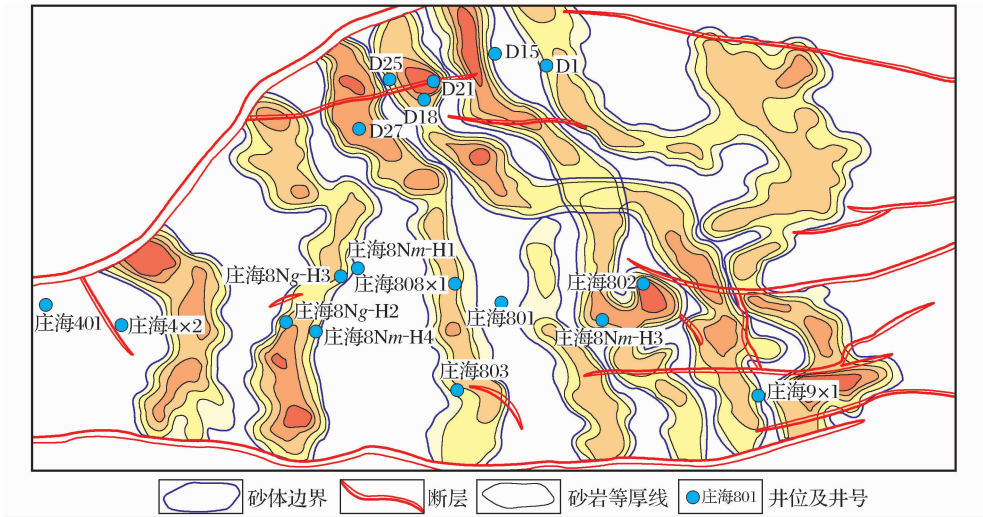 D15
D25
D1
D21
D18
D27
庄海8Nm-H1
庄海8Ng-H3
庄海808×1
庄海802
庄海401
庄海4×2
庄海8Ng-H2
庄海801
庄海8Nm-H4
庄海8Nm-H3
庄海803
庄海9×1
砂体边界
断层
砂岩等厚线
庄海801
井位及井号